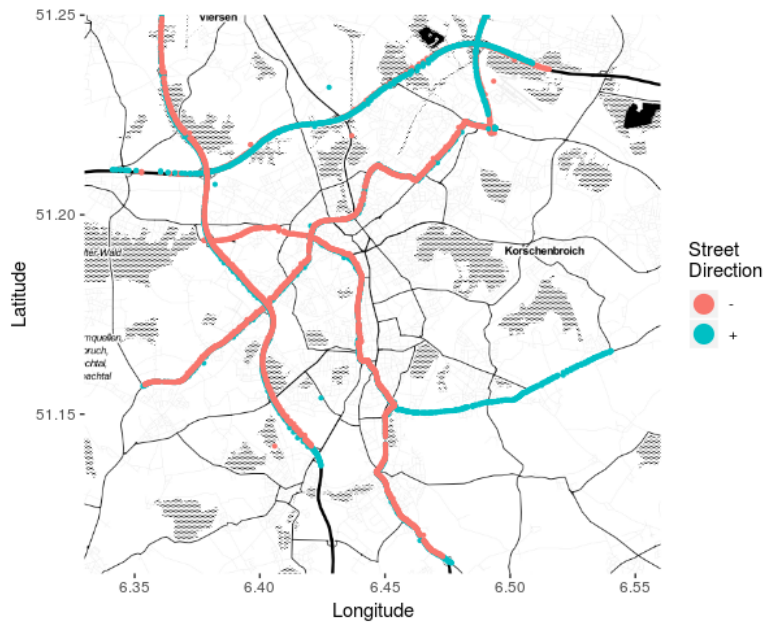 51.25
Viersen
51.20
Korschenbroich
51.15
6.35 6.40 6.45 6.50 6.55
Longitude
Latitude
Street
Direction
-
+